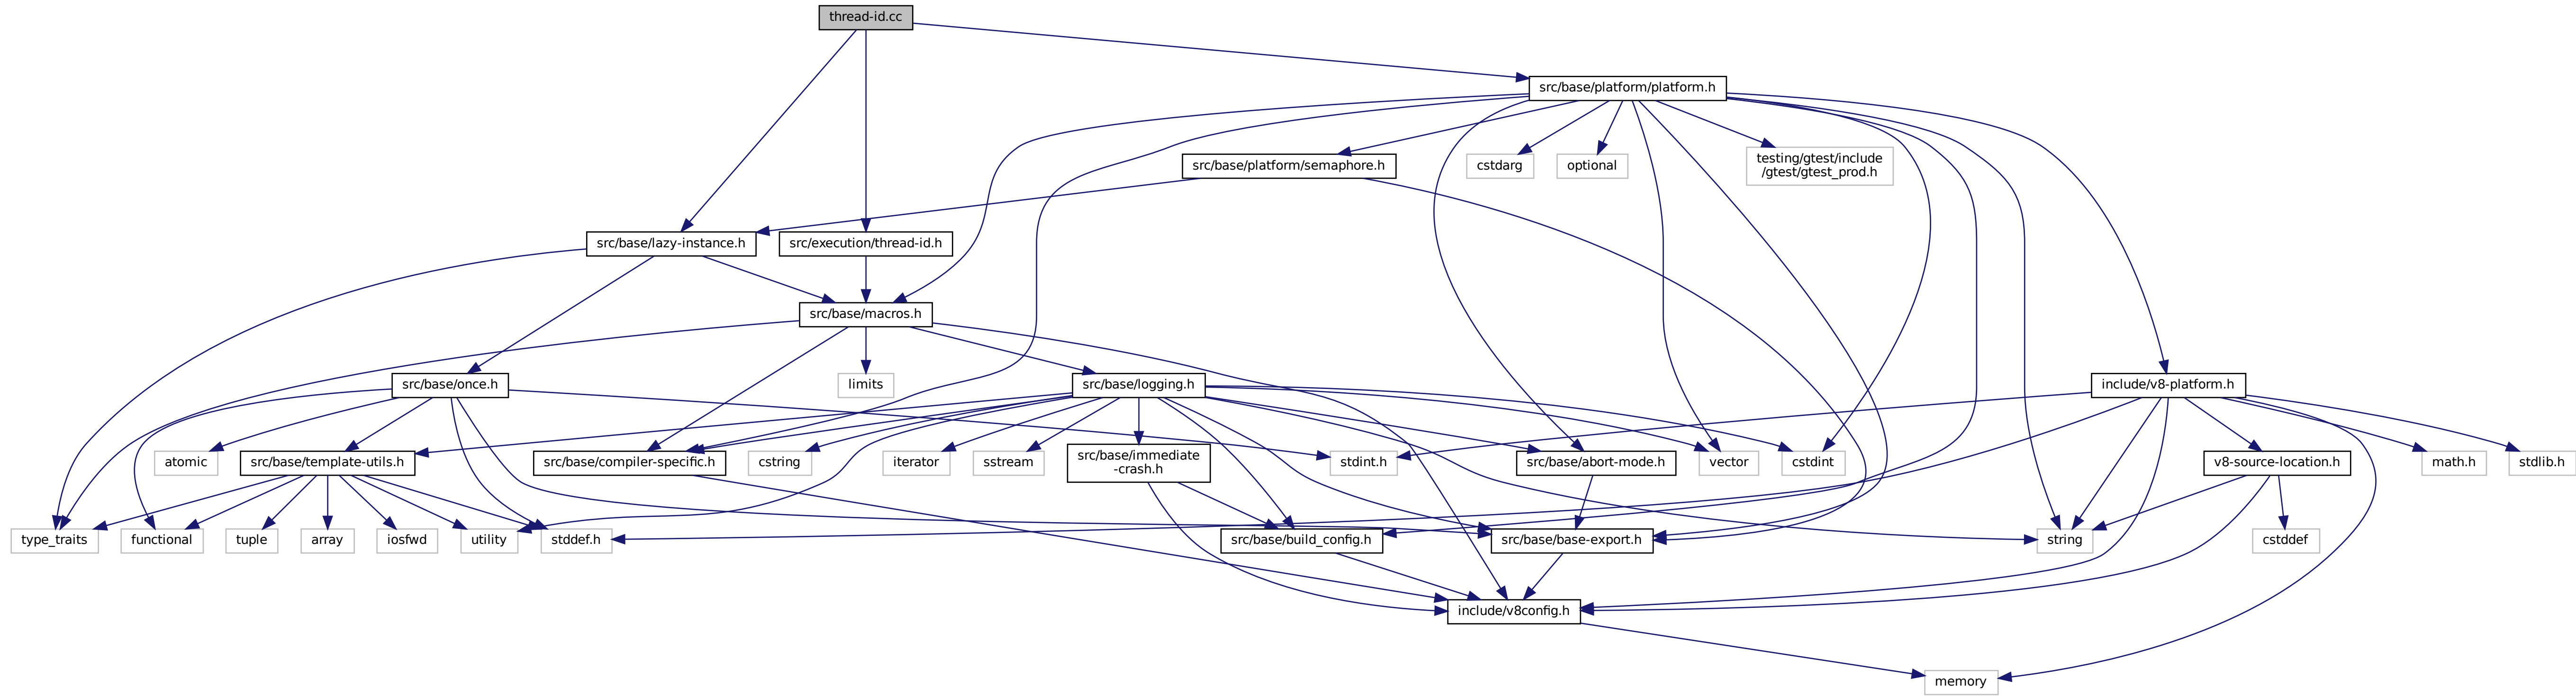 thread-id.cc
src/base/platform/platform.h
src/base/platform/semaphore.h
cstdarg
optional
testing/gtest/include
/gtest/gtest_prod.h
src/base/lazy-instance.h
src/execution/thread-id.h
src/base/macros.h
src/base/once.h
limits
src/base/logging.h
include/v8-platform.h
atomic
src/base/template-utils.h
src/base/compiler-specific.h
cstring
iterator
sstream
src/base/immediate
-crash.h
stdint.h
src/base/abort-mode.h
vector
cstdint
v8-source-location.h
math.h
stdlib.h
type_traits
functional
tuple
array
iosfwd
utility
stddef.h
src/base/build_config.h
src/base/base-export.h
string
cstddef
include/v8config.h
memory